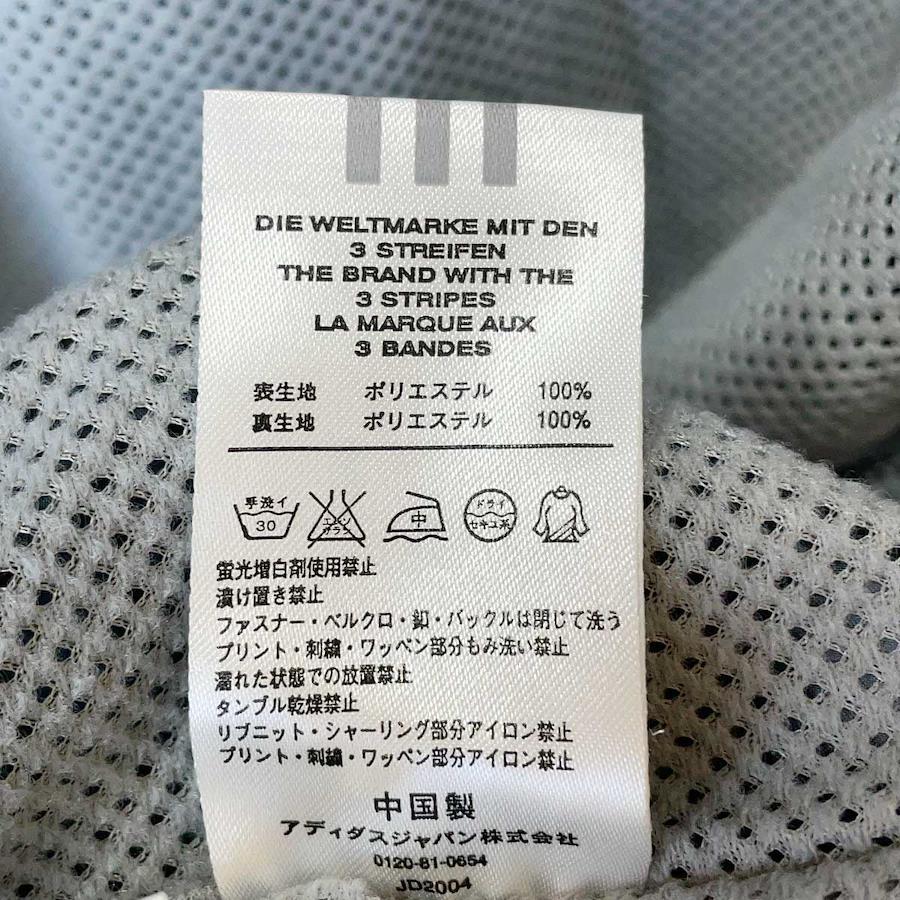 DIE WELTMARKE MIT DEN
3 STREIFEN
THE BRAND WITH THE
3 STRIPES
LA MARQUE AUX
3 BANDES
表生地 ポリエステル 100%
裏生地 ポリエステル 100%
手洗イ 30
エンソ サラシ
中
ドライ セキユ系
蛍光増白剤使用禁止
漬け置き禁止
ファスナー・ベルクロ・釦・バックルは閉じて洗う
プリント・刺繍・ワッペン部分もみ洗い禁止
濡れた状態での放置禁止
タンブル乾燥禁止
リブニット・シャーリング部分アイロン禁止
プリント・刺繍・ワッペン部分アイロン禁止
中国製
アディダスジャパン株式会社
0120-81-0654
JD2004